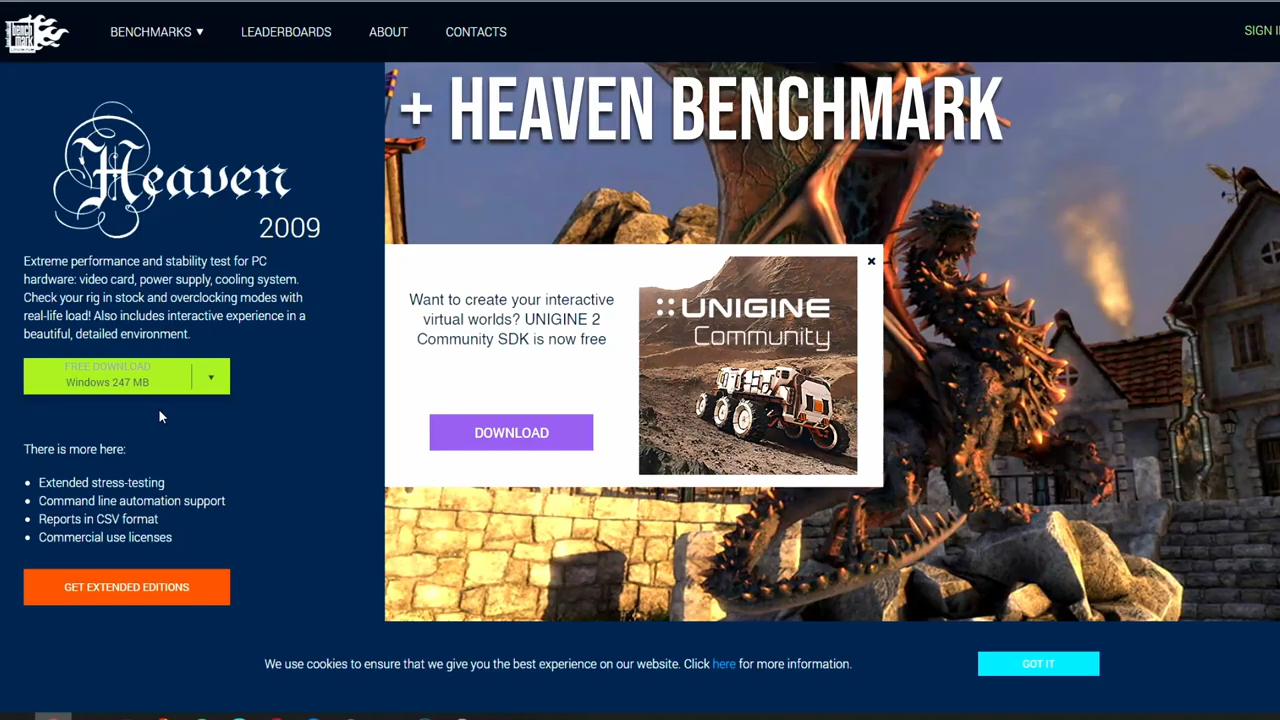 bench
mark
BENCHMARKS ▼
LEADERBOARDS
ABOUT
CONTACTS
+ HEAVEN BENCHMARK
Heaven
2009
Extreme performance and stability test for PC
hardware: video card, power supply, cooling system.
Check your rig in stock and overclocking modes with
real-life load! Also includes interactive experience in a
beautiful, detailed environment.
FREE DOWNLOAD
Windows 247 MB
There is more here:
• Extended stress-testing
• Command line automation support
• Reports in CSV format
• Commercial use licenses
GET EXTENDED EDITIONS
Want to create your interactive
virtual worlds? UNIGINE 2
Community SDK is now free
DOWNLOAD
UNIGINE
Community
We use cookies to ensure that we give you the best experience on our website. Click here for more information.
GOT IT